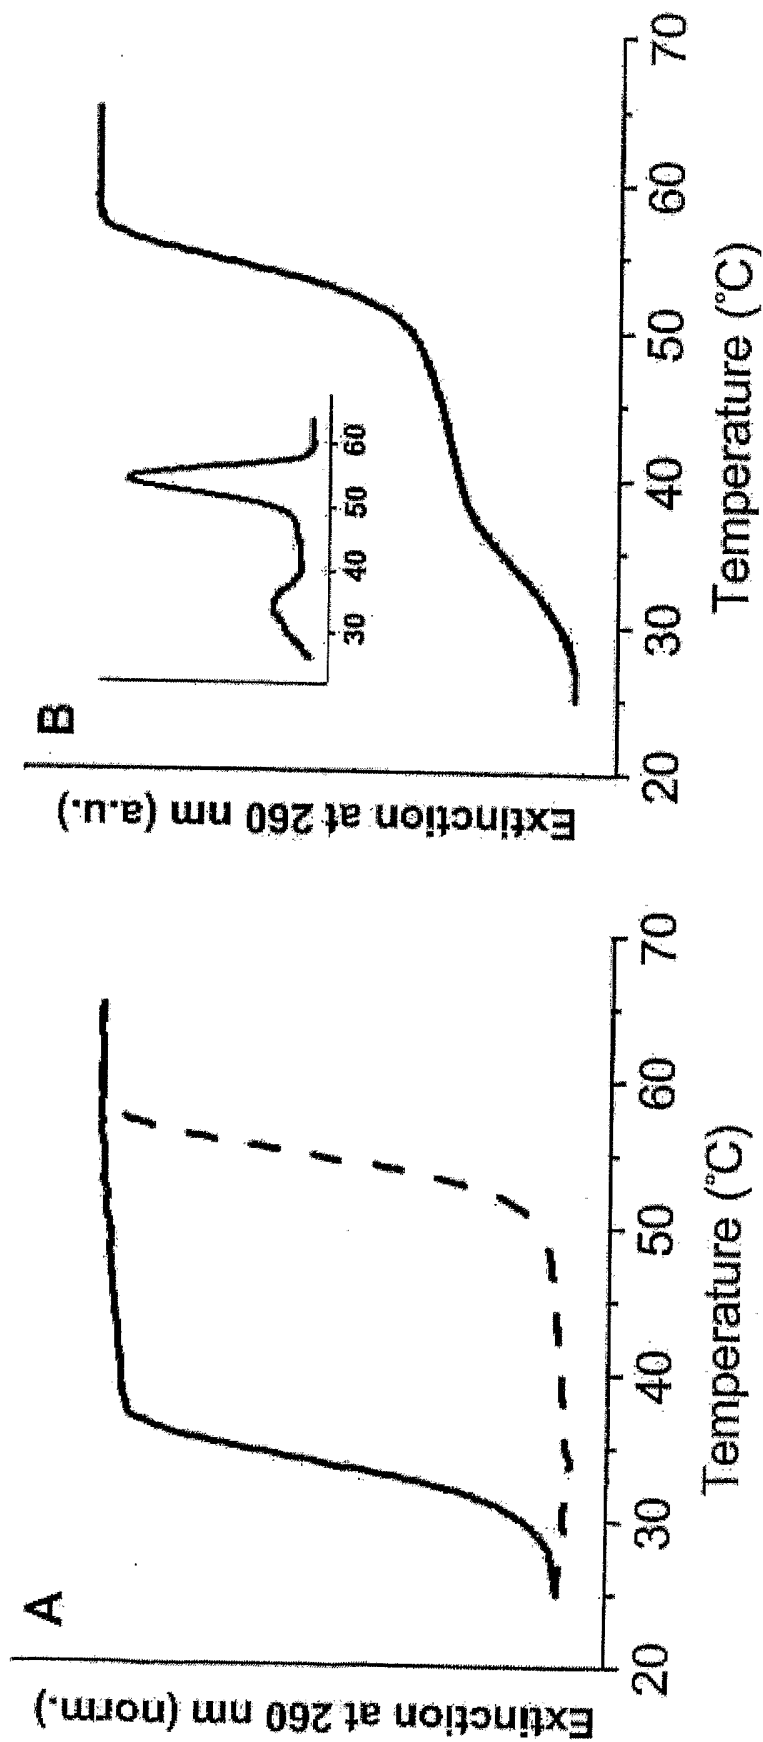 A
Extinction at 260 nm (norm.)
20 30 40 50 60 70
Temperature (°C)
B
Extinction at 260 nm (a.u.)
30 40 50 60
20 30 40 50 60 70
Temperature (°C)